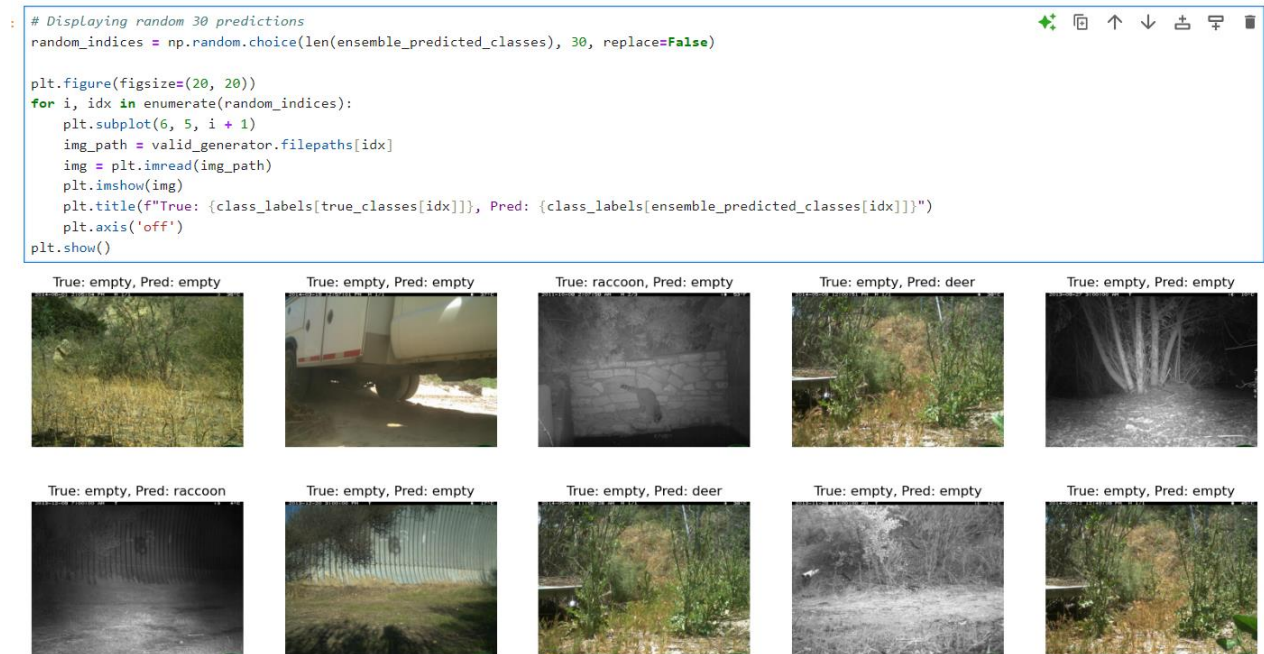 :
# Displaying random 30 predictions
random_indices = np.random.choice(len(ensemble_predicted_classes), 30, replace=False)
plt.figure(figsize=(20, 20))
for i, idx in enumerate(random_indices):
    plt.subplot(6, 5, i + 1)
    img_path = valid_generator.filepaths[idx]
    img = plt.imread(img_path)
    plt.imshow(img)
    plt.title(f"True: {class_labels[true_classes[idx]]}, Pred: {class_labels[ensemble_predicted_classes[idx]]}")
    plt.axis('off')
plt.show()
True: empty, Pred: empty
True: empty, Pred: empty
True: raccoon, Pred: empty
True: empty, Pred: deer
True: empty, Pred: empty
True: empty, Pred: raccoon
True: empty, Pred: empty
True: empty, Pred: deer
True: empty, Pred: empty
True: empty, Pred: empty